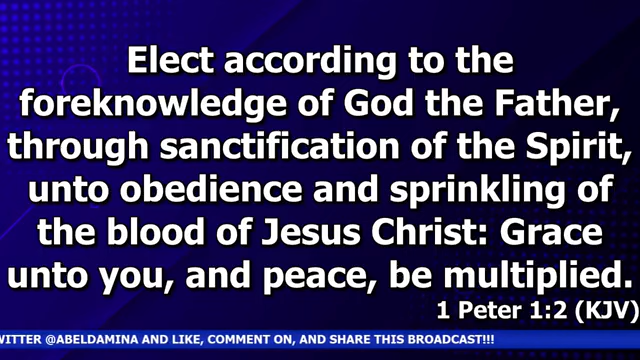 Elect according to the
foreknowledge of God the Father,
through sanctification of the Spirit,
unto obedience and sprinkling of
the blood of Jesus Christ: Grace
unto you, and peace, be multiplied.
1 Peter 1:2 (KJV)
@ABELDAMINA AND LIKE, COMMENT ON, AND SHARE THIS BROADCAST!!!